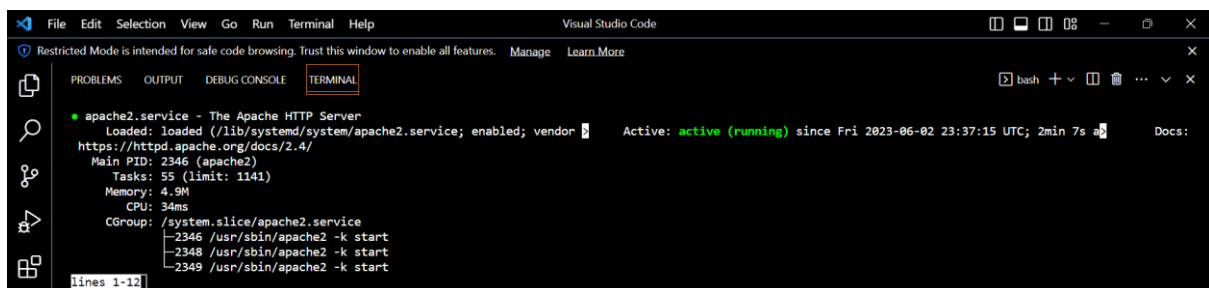 File Edit Selection View Go Run Terminal Help Visual Studio Code
Restricted Mode is intended for safe code browsing. Trust this window to enable all features. Manage Learn More
PROBLEMS OUTPUT DEBUG CONSOLE TERMINAL bash
● apache2.service - The Apache HTTP Server
Loaded: loaded (/lib/systemd/system/apache2.service; enabled; vendor > Active: active (running) since Fri 2023-06-02 23:37:15 UTC; 2min 7s a> Docs:
https://httpd.apache.org/docs/2.4/
Main PID: 2346 (apache2)
Tasks: 55 (limit: 1141)
Memory: 4.9M
CPU: 34ms
CGroup: /system.slice/apache2.service
├─2346 /usr/sbin/apache2 -k start
├─2348 /usr/sbin/apache2 -k start
└─2349 /usr/sbin/apache2 -k start
lines 1-12